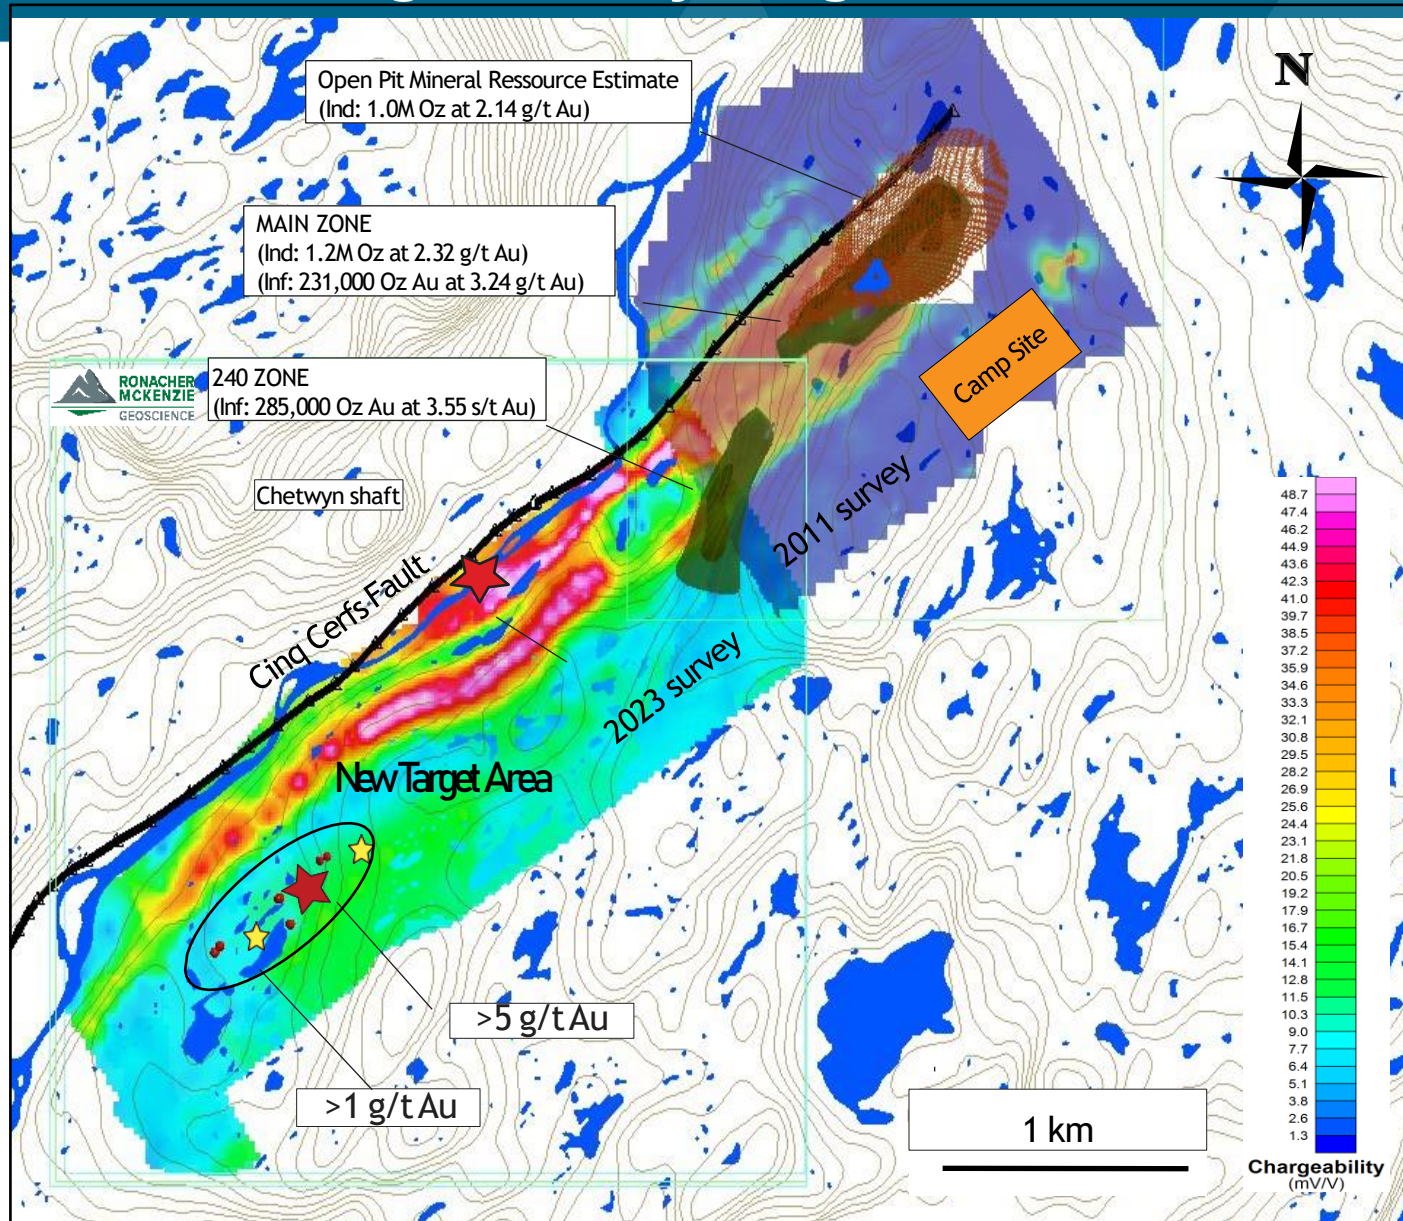 N
Open Pit Mineral Ressource Estimate
(Ind: 1.0M Oz at 2.14 g/t Au)
MAIN ZONE
(Ind: 1.2M Oz at 2.32 g/t Au)
(Inf: 231,000 Oz Au at 3.24 g/t Au)
Camp Site
RONACHER
MCKENZIE
GEOSCIENCE
240 ZONE
(Inf: 285,000 Oz Au at 3.55 s/t Au)
Chetwyn shaft
2011 survey
Cinq Cerfs Fault
2023 survey
New Target Area
>5 g/t Au
>1 g/t Au
1 km
48.7
47.4
46.2
44.9
43.6
42.3
41.0
39.7
38.5
37.2
35.9
34.6
33.3
32.1
30.8
29.5
28.2
26.9
25.6
24.4
23.1
21.8
20.5
19.2
17.9
16.7
15.4
14.1
12.8
11.5
10.3
9.0
7.7
6.4
5.1
3.8
2.6
1.3
Chargeability
(mV/V)